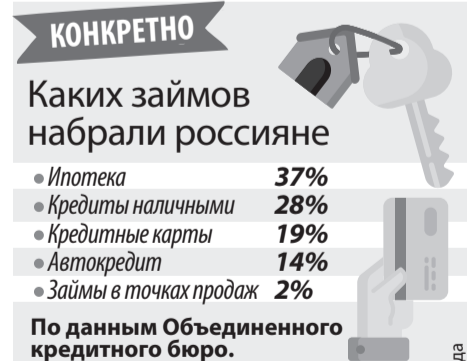 КОНКРЕТНО
Каких займов
набрали россияне
• Ипотека 37%
• Кредиты наличными 28%
• Кредитные карты 19%
• Автокредит 14%
• Займы в точках продаж 2%
По данным Объединенного
кредитного бюро.